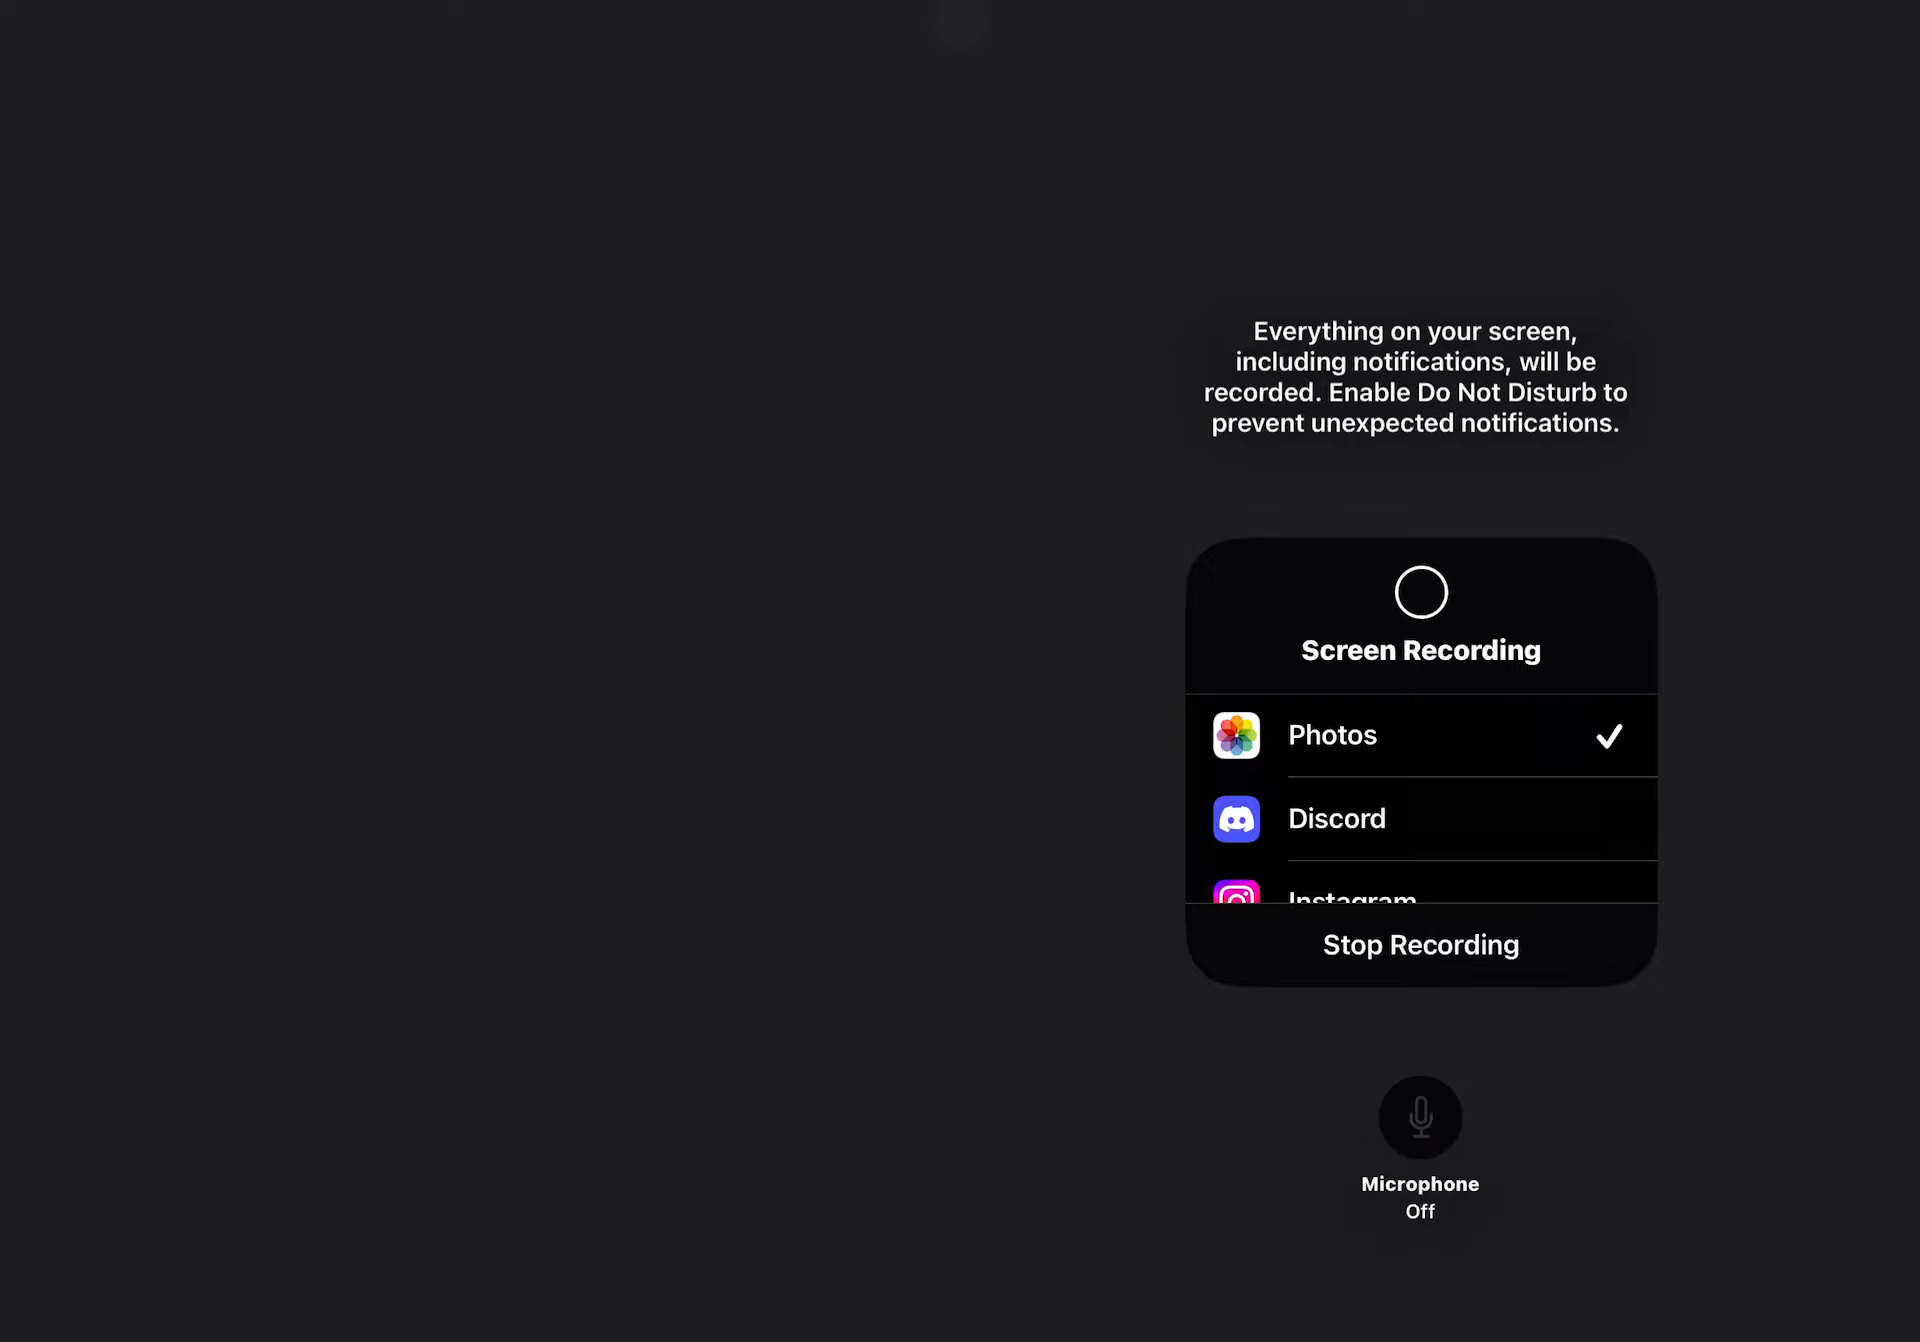 Everything on your screen,
including notifications, will be
recorded. Enable Do Not Disturb to
prevent unexpected notifications.
Screen Recording
Photos
Discord
Instagram
Stop Recording
Microphone
Off